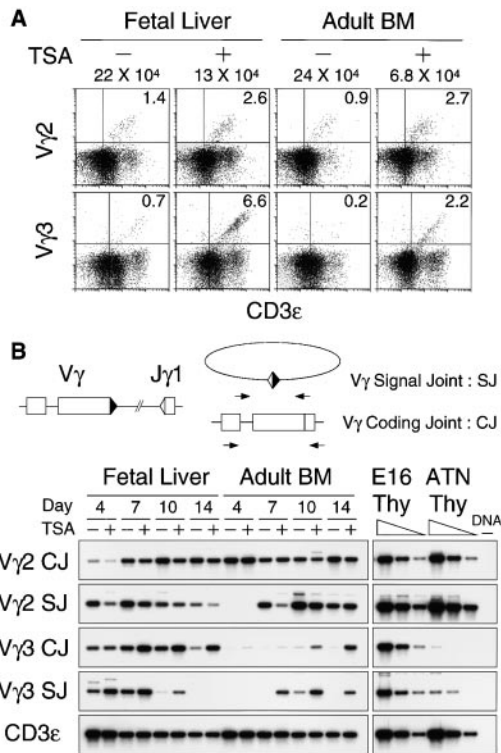 A
Fetal Liver Adult BM
TSA − + − +
22 X 10⁴ 13 X 10⁴ 24 X 10⁴ 6.8 X 10⁴
Vγ2 1.4 2.6 0.9 2.7
Vγ3 0.7 6.6 0.2 2.2
CD3ε
B
Vγ Jγ1
Vγ Signal Joint : SJ
Vγ Coding Joint : CJ
Fetal Liver Adult BM E16 Thy ATN Thy DNA −
Day 4 7 10 14 4 7 10 14
TSA − + − + − + − + − + − + − + − +
Vγ2 CJ
Vγ2 SJ
Vγ3 CJ
Vγ3 SJ
CD3ε